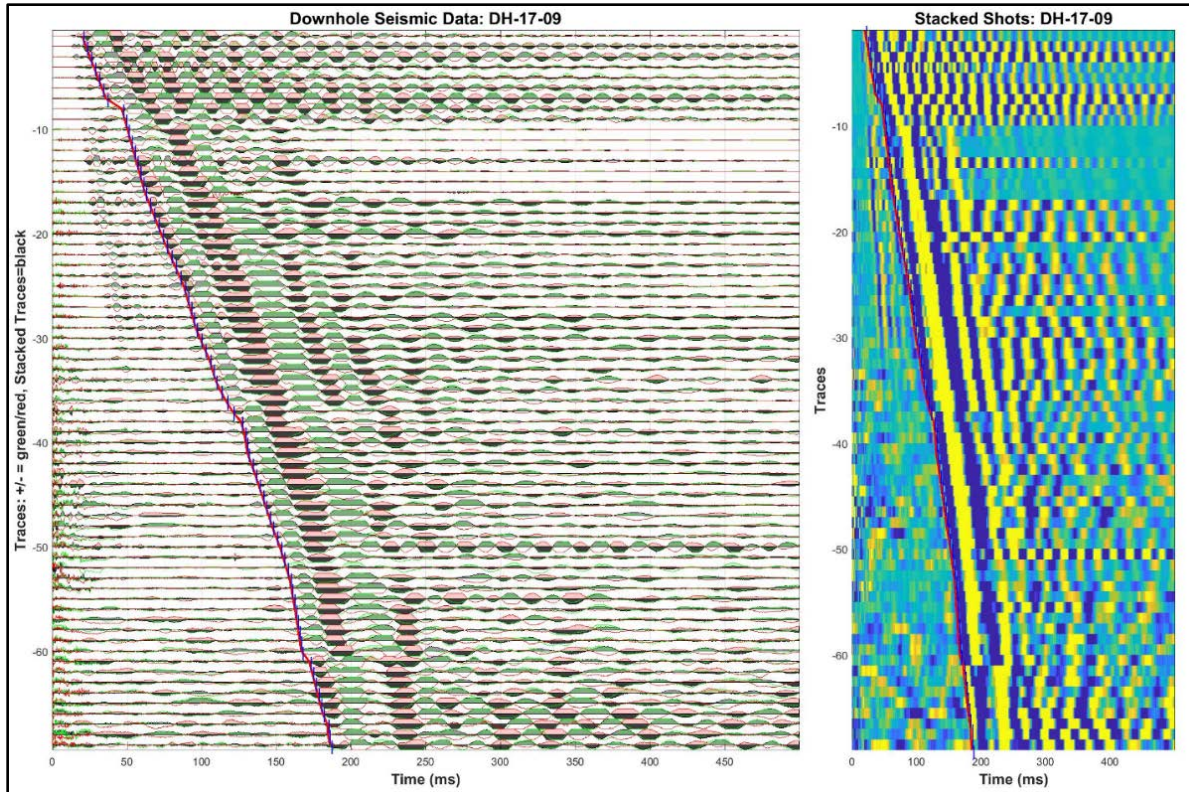 Downhole Seismic Data: DH-17-09
Traces: +/- = green/red, Stacked Traces=black
-10
-20
-30
-40
-50
-60
0 50 100 150 200 250 300 350 400 450 500
Time (ms)
Stacked Shots: DH-17-09
Traces
-10
-20
-30
-40
-50
-60
0 100 200 300 400
Time (ms)